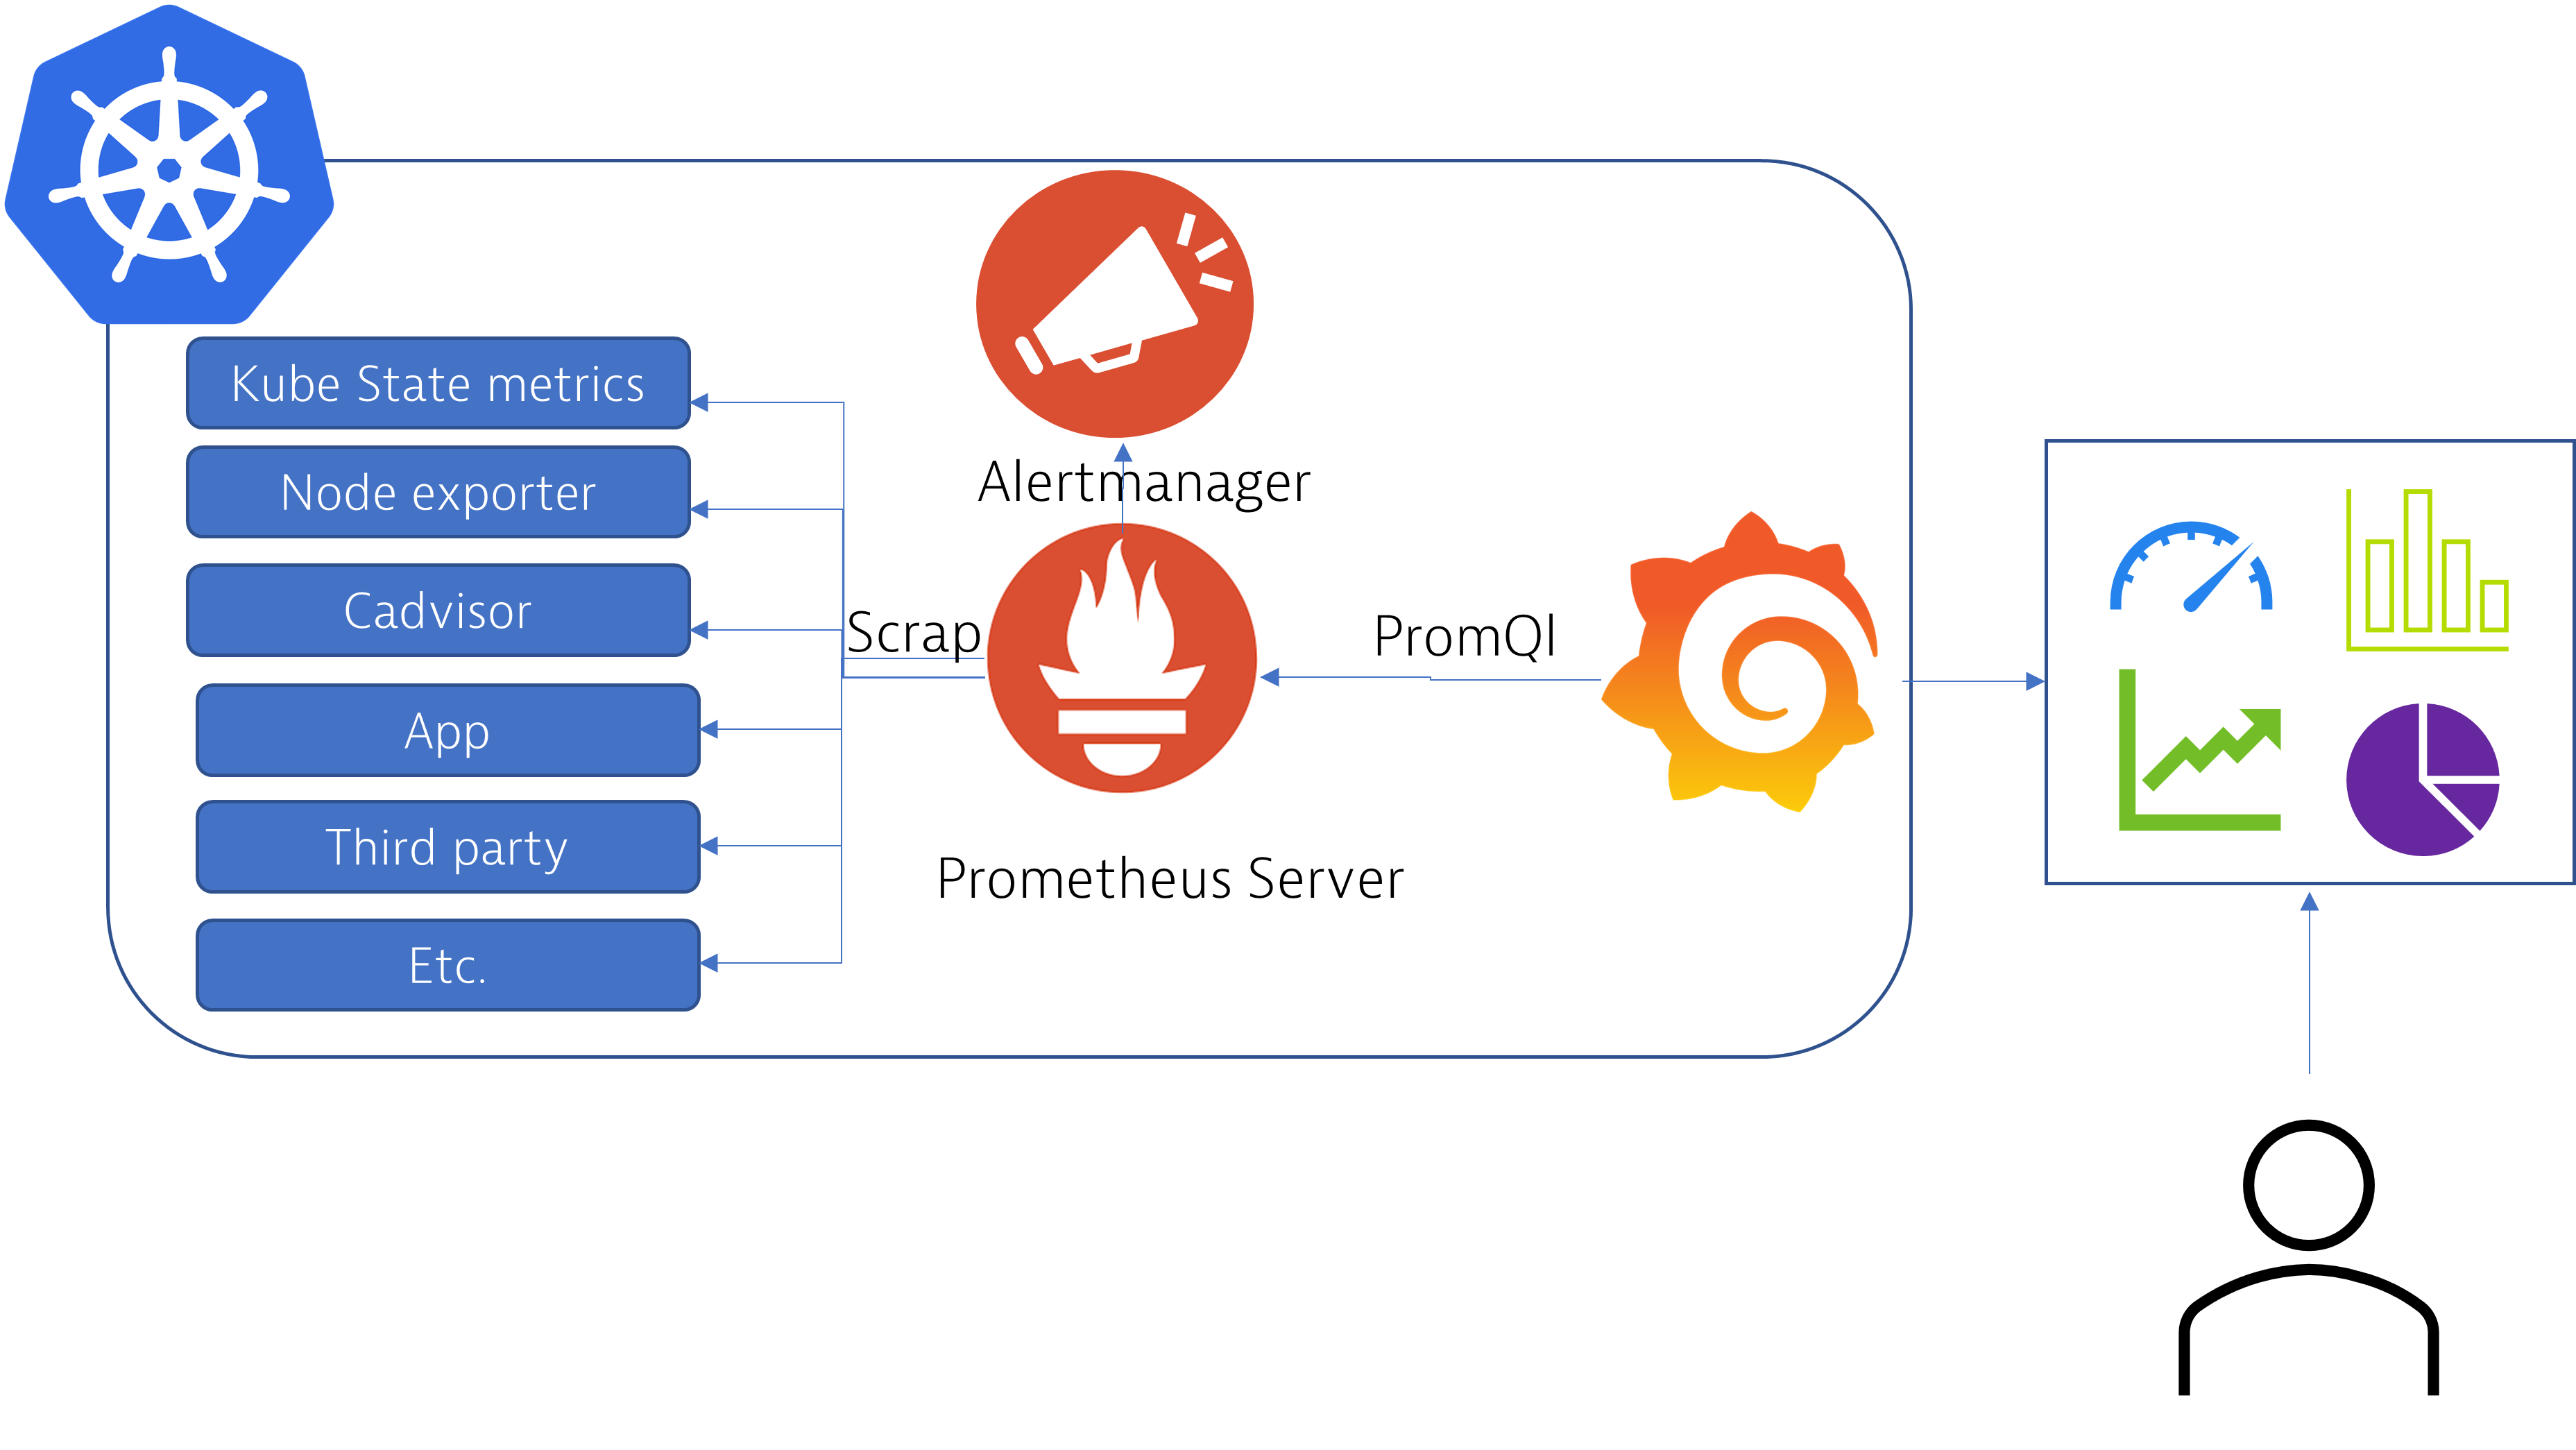 Kube State metrics
Node exporter
Cadvisor
App
Third party
Etc.
Scrap
Alertmanager
Prometheus Server
PromQl